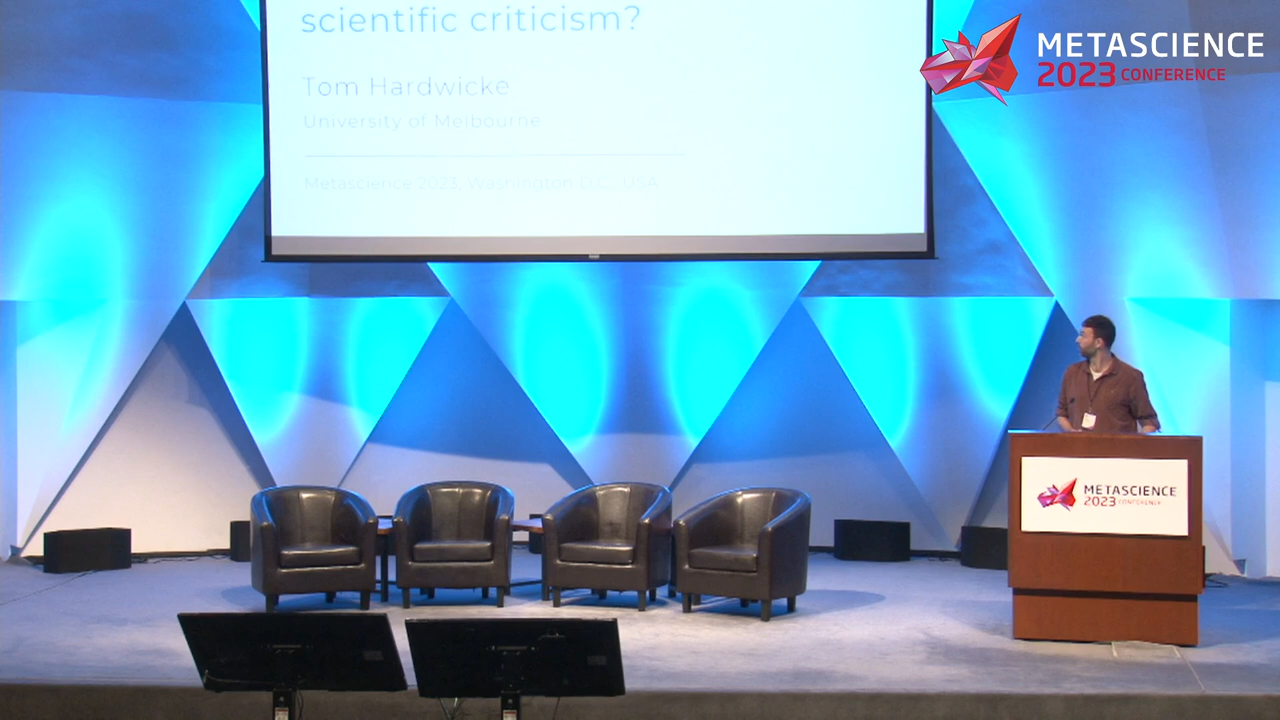 scientific criticism?
Tom Hardwicke
University of Melbourne
Metascience 2023, Washington D.C., USA
METASCIENCE
2023 CONFERENCE
METASCIENCE
2023 CONFERENCE